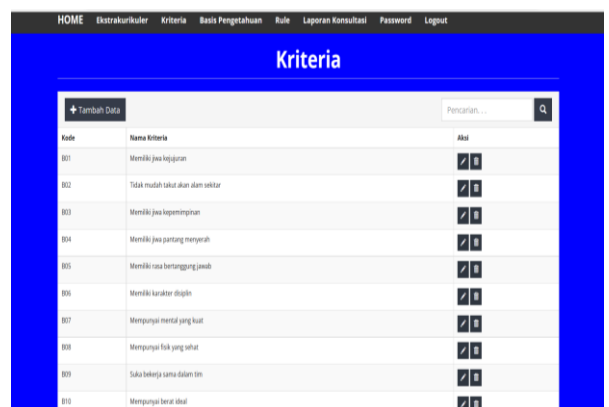 HOME Ekstrakurikuler Kriteria Basis Pengetahuan Rule Laporan Konsultasi Password Logout
Kriteria
Tambah Data Pencarian. . .
Kode Nama Kriteria Aksi
B01 Memiliki jiwa kejujuran
B02 Tidak mudah takut akan alam sekitar
B03 Memiliki jiwa kepemimpinan
B04 Memiliki jiwa pantang menyerah
B05 Memiliki rasa bertanggung jawab
B06 Memiliki karakter disiplin
B07 Mempunyai mental yang kuat
B08 Mempunyai fisik yang sehat
B09 Suka bekerja sama dalam tim
B10 Mempunyai berat ideal